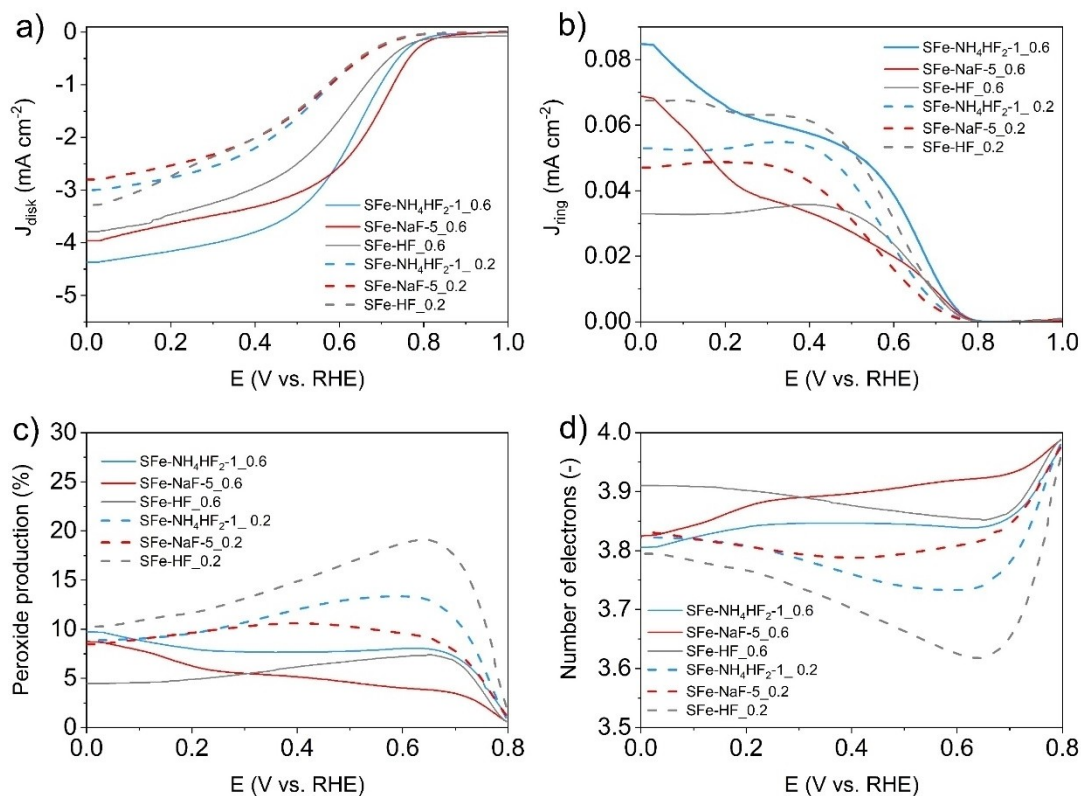 a)
0
-1
-2
-3
-4
-5
J_disk (mA cm⁻²)
SFe-NH₄HF₂-1_0.6
SFe-NaF-5_0.6
SFe-HF_0.6
SFe-NH₄HF₂-1_ 0.2
SFe-NaF-5_0.2
SFe-HF_0.2
0.0 0.2 0.4 0.6 0.8 1.0
E (V vs. RHE)
b)
0.08
0.06
0.04
0.02
0.00
J_ring (mA cm⁻²)
SFe-NH₄HF₂-1_0.6
SFe-NaF-5_0.6
SFe-HF_0.6
SFe-NH₄HF₂-1_ 0.2
SFe-NaF-5_0.2
SFe-HF_0.2
0.0 0.2 0.4 0.6 0.8 1.0
E (V vs. RHE)
c)
30
25
20
15
10
5
0
Peroxide production (%)
SFe-NH₄HF₂-1_0.6
SFe-NaF-5_0.6
SFe-HF_0.6
SFe-NH₄HF₂-1_ 0.2
SFe-NaF-5_0.2
SFe-HF_0.2
0.0 0.2 0.4 0.6 0.8
E (V vs. RHE)
d)
4.0
3.9
3.8
3.7
3.6
3.5
Number of electrons (-)
SFe-NH₄HF₂-1_0.6
SFe-NaF-5_0.6
SFe-HF_0.6
SFe-NH₄HF₂-1_ 0.2
SFe-NaF-5_0.2
SFe-HF_0.2
0.0 0.2 0.4 0.6 0.8
E (V vs. RHE)